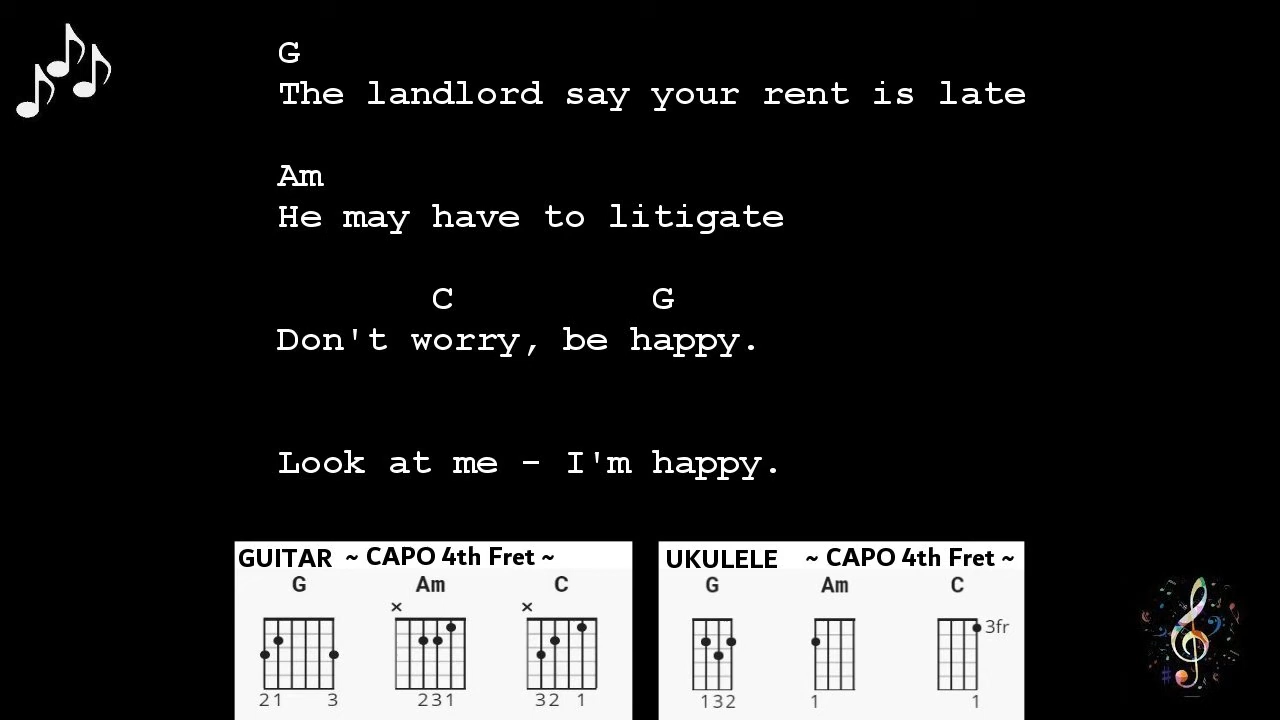 G
The landlord say your rent is late
Am
He may have to litigate
C G
Don't worry, be happy.
Look at me - I'm happy.
GUITAR ~ CAPO 4th Fret ~
G Am C
× ×
21 3 231 32 1
UKULELE ~ CAPO 4th Fret ~
G Am C
3fr
132 1 1